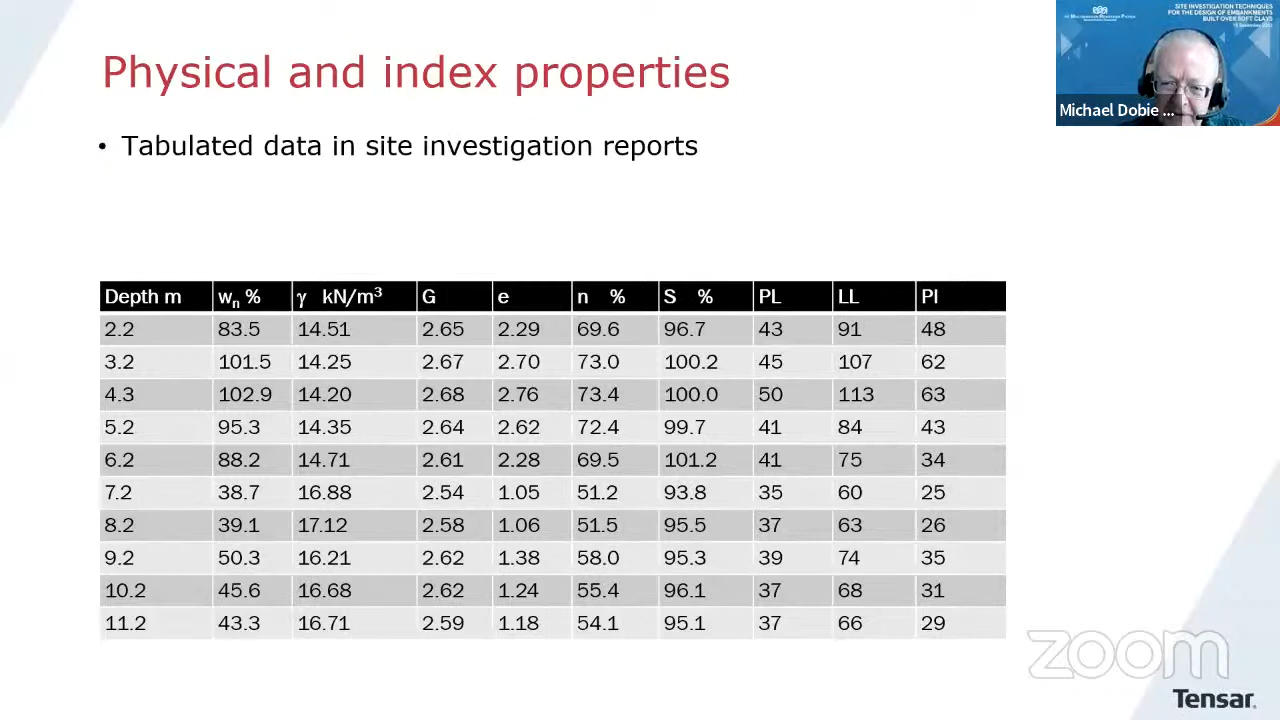 Physical and index properties
SITE INVESTIGATION TECHNIQUES
FOR THE DESIGN OF EMBANKMENTS
BUILT OVER SOFT CLAYS
Michael Dobie ...
• Tabulated data in site investigation reports
Depth m wn % γ kN/m³ G e n % S % PL LL PI
2.2 83.5 14.51 2.65 2.29 69.6 96.7 43 91 48
3.2 101.5 14.25 2.67 2.70 73.0 100.2 45 107 62
4.3 102.9 14.20 2.68 2.76 73.4 100.0 50 113 63
5.2 95.3 14.35 2.64 2.62 72.4 99.7 41 84 43
6.2 88.2 14.71 2.61 2.28 69.5 101.2 41 75 34
7.2 38.7 16.88 2.54 1.05 51.2 93.8 35 60 25
8.2 39.1 17.12 2.58 1.06 51.5 95.5 37 63 26
9.2 50.3 16.21 2.62 1.38 58.0 95.3 39 74 35
10.2 45.6 16.68 2.62 1.24 55.4 96.1 37 68 31
11.2 43.3 16.71 2.59 1.18 54.1 95.1 37 66 29
zoom
Tensar